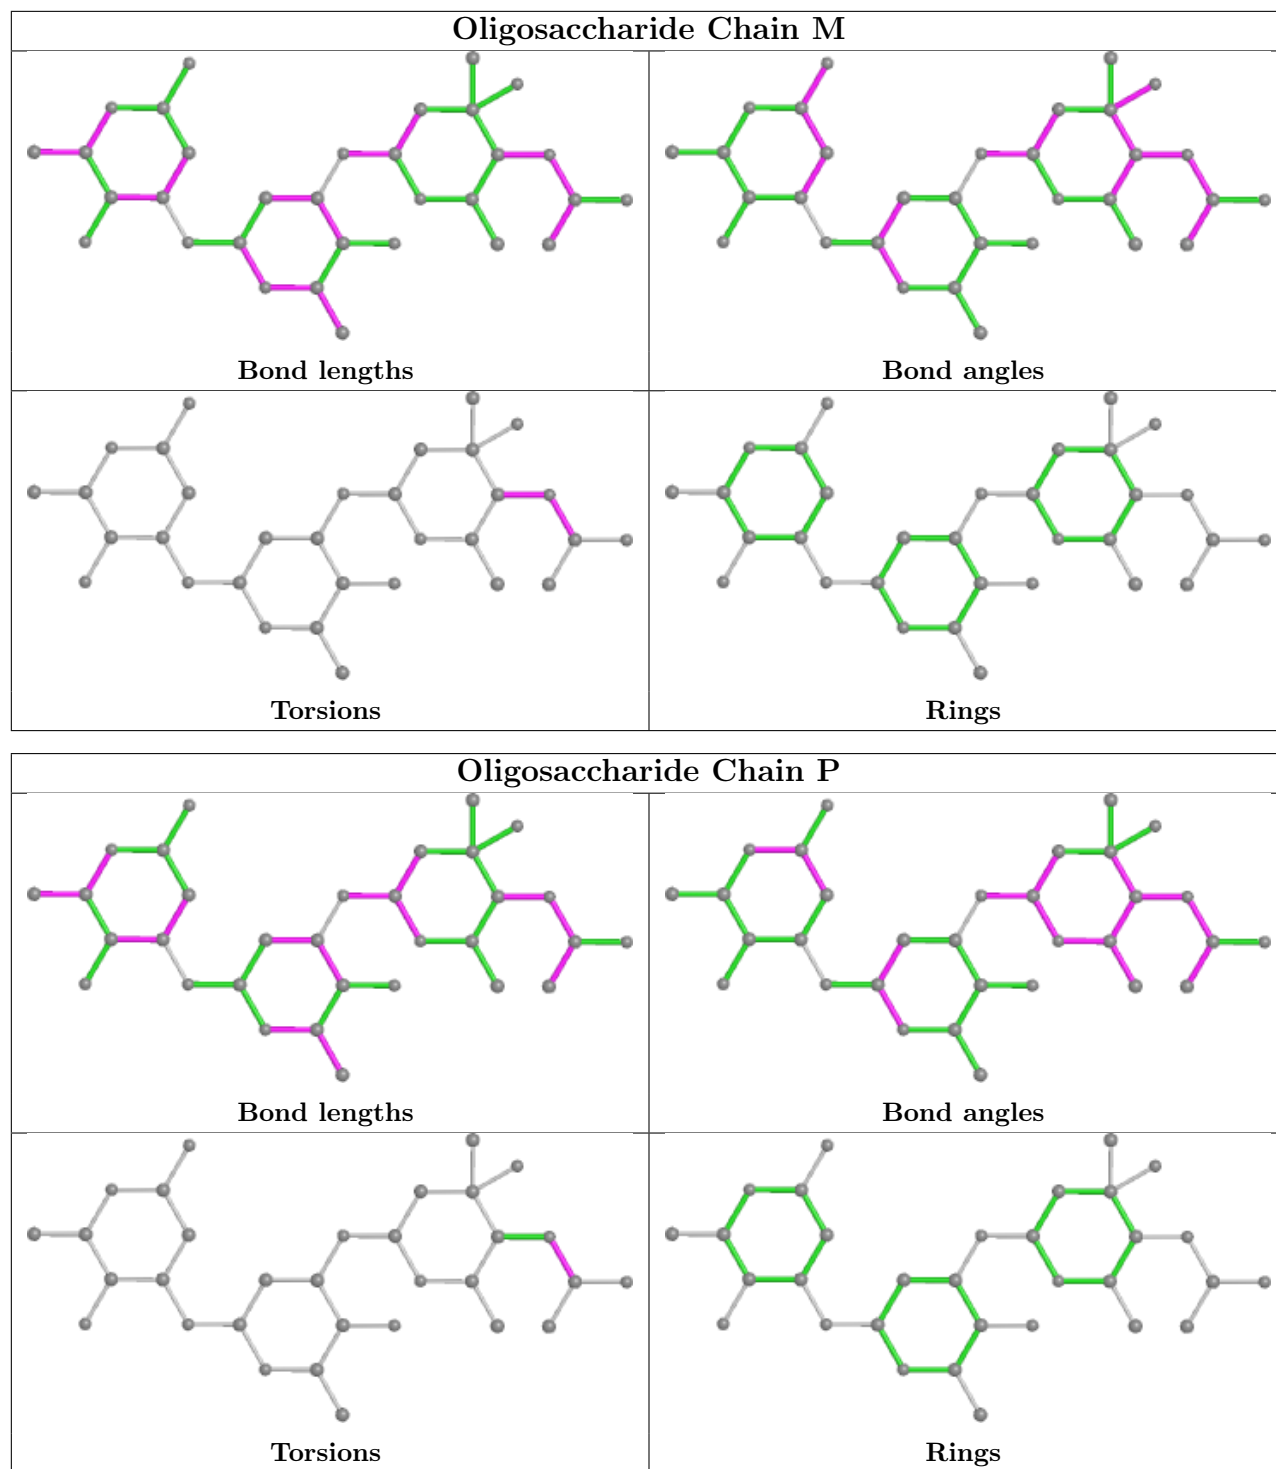 Oligosaccharide Chain M
Bond lengths
Bond angles
Torsions
Rings
Oligosaccharide Chain P
Bond lengths
Bond angles
Torsions
Rings